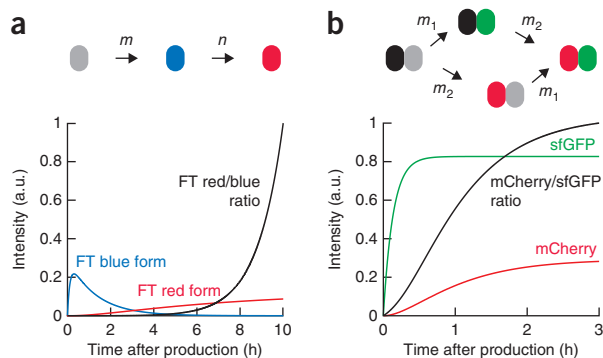 a
m
n
Intensity (a.u.)
1
0.8
0.6
0.4
0.2
0
FT red/blue
ratio
FT blue form
FT red form
0 2 4 6 8 10
Time after production (h)
b
m1 m2
m2 m1
Intensity (a.u.)
1
0.8
0.6
0.4
0.2
0
sfGFP
mCherry/sfGFP
ratio
mCherry
0 1 2 3
Time after production (h)